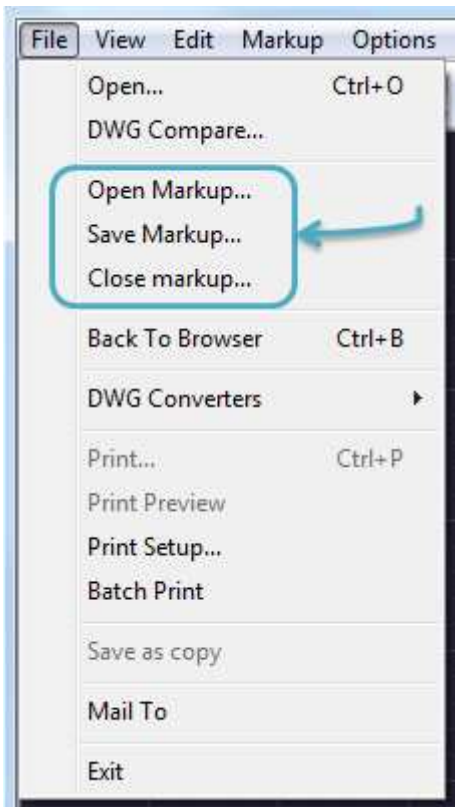 File View Edit Markup Options
Open... Ctrl+O
DWG Compare...
Open Markup...
Save Markup...
Close markup...
Back To Browser Ctrl+B
DWG Converters
Print... Ctrl+P
Print Preview
Print Setup...
Batch Print
Save as copy
Mail To
Exit